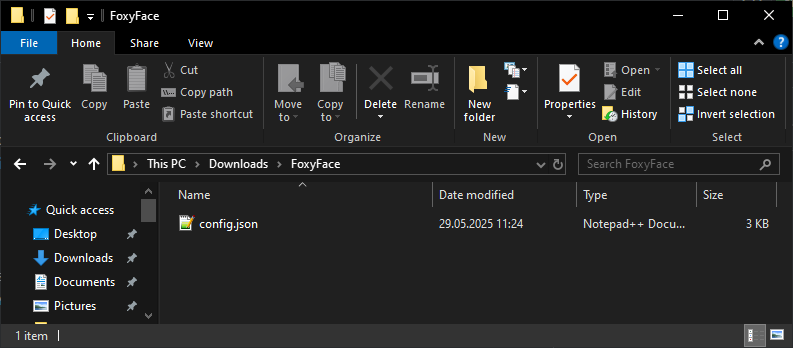 FoxyFace
File Home Share View
Pin to Quick access
Copy
Paste
Cut
Copy path
Paste shortcut
Clipboard
Move to
Copy to
Delete
Rename
Organize
New folder
New
Properties
Open
Edit
History
Open
Select all
Select none
Invert selection
Select
This PC > Downloads > FoxyFace
Search FoxyFace
Name Date modified Type Size
config.json 29.05.2025 11:24 Notepad++ Docu... 3 KB
Quick access
Desktop
Downloads
Documents
Pictures
1 item